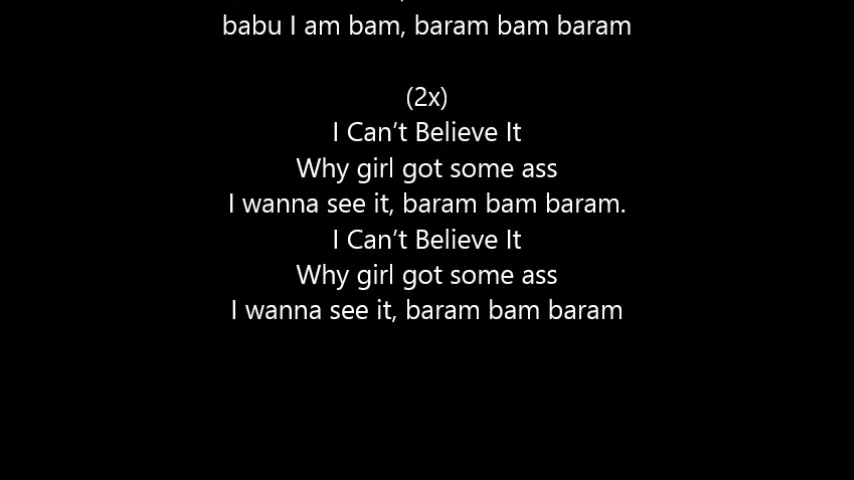 babu I am bam, baram bam baram
(2x)
I Can’t Believe It
Why girl got some ass
I wanna see it, baram bam baram.
I Can’t Believe It
Why girl got some ass
I wanna see it, baram bam baram